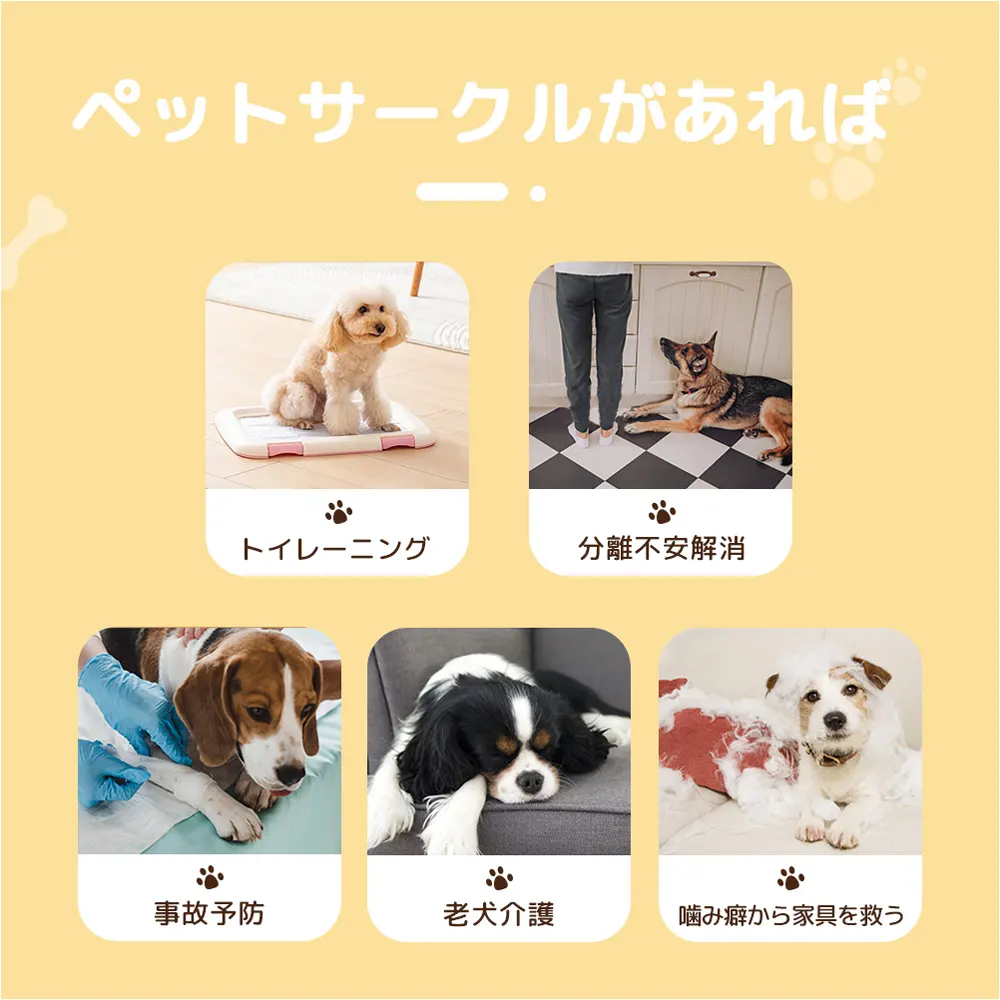 ペットサークルがあれば
トイレーニング
分離不安解消
事故予防
老犬介護
噛み癖から家具を救う